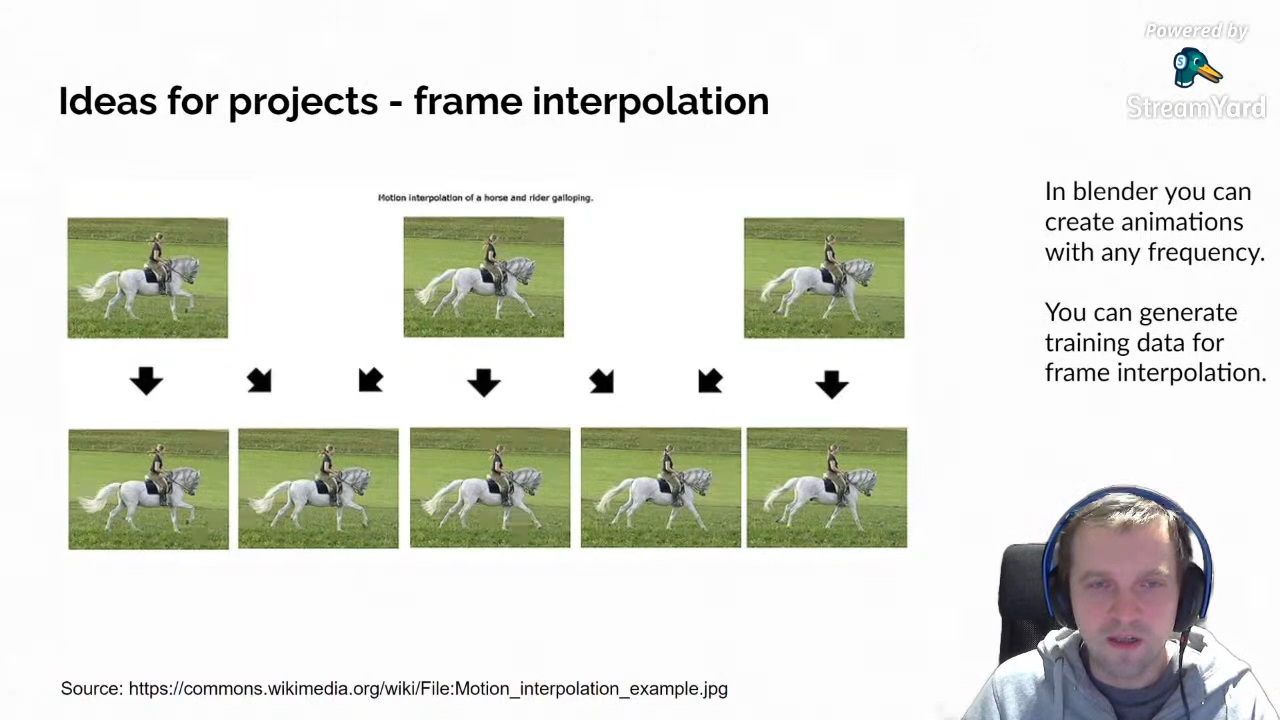 Powered by
StreamYard
Ideas for projects - frame interpolation
Motion interpolation of a horse and rider galloping.
In blender you can
create animations
with any frequency.
You can generate
training data for
frame interpolation.
Source: https://commons.wikimedia.org/wiki/File:Motion_interpolation_example.jpg